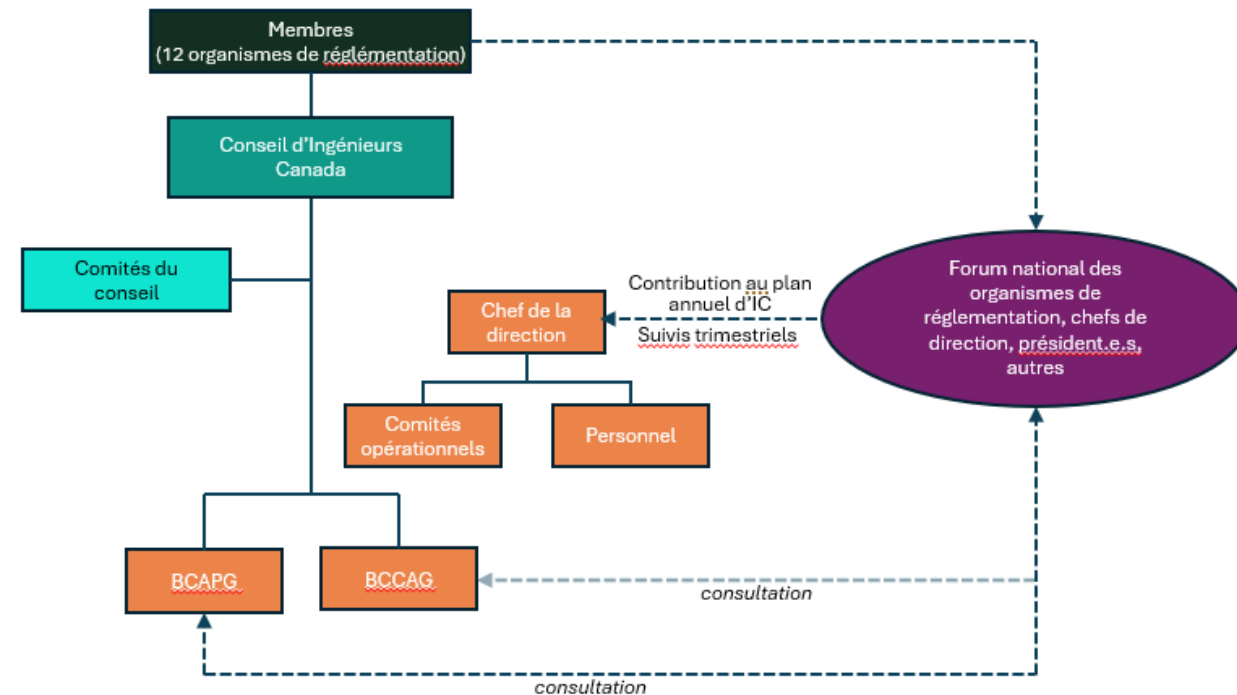 Membres
(12 organismes de réglémentation)
Conseil d'Ingénieurs
Canada
Comités du
conseil
Chef de la
direction
Contribution au plan
annuel d'IC
Suivis trimestriels
Forum national des
organismes de
réglementation, chefs de
direction, président.e.s,
autres
Comités
opérationnels
Personnel
BCAPG
BCCAG
consultation
consultation